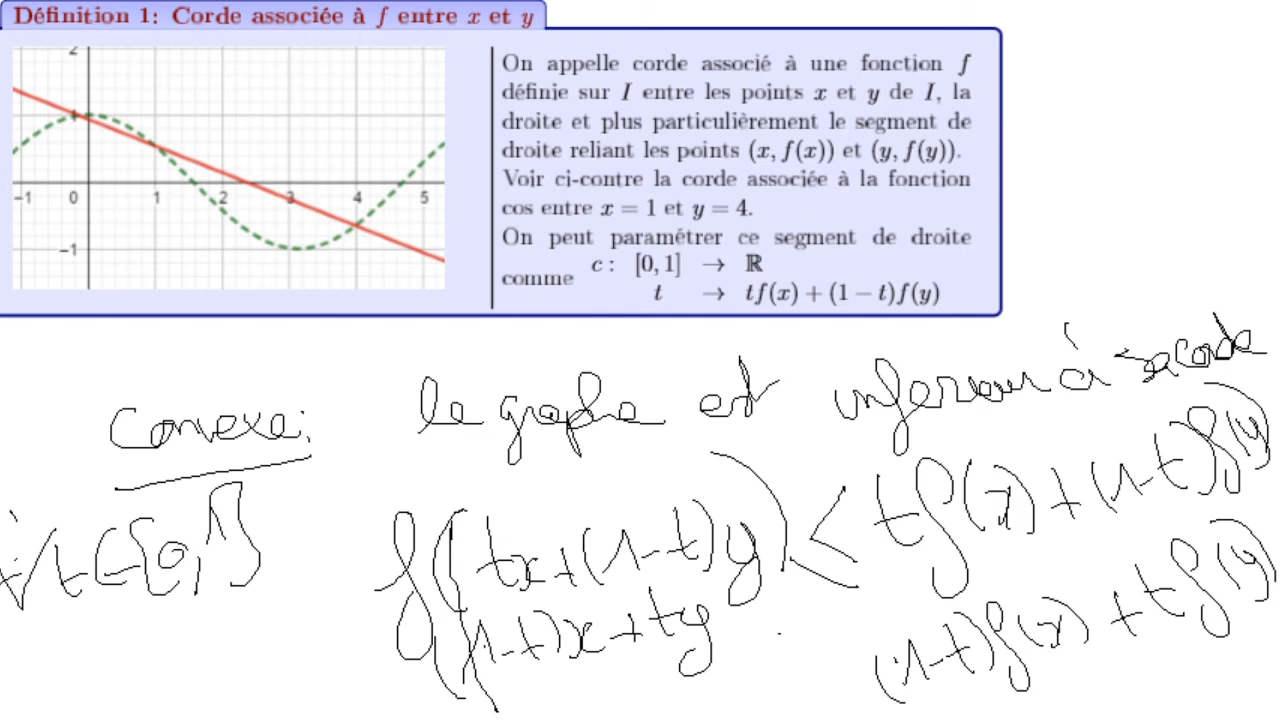 Définition 1: Corde associée à f entre x et y
2
1
-1 0 1 2 3 4 5
-1
On appelle corde associé à une fonction f
définie sur I entre les points x et y de I, la
droite et plus particulièrement le segment de
droite reliant les points (x, f(x)) et (y, f(y)).
Voir ci-contre la corde associée à la fonction
cos entre x = 1 et y = 4.
On peut paramétrer ce segment de droite
comme c : [0, 1] → ℝ
t → tf(x) + (1 − t)f(y)
Convexe: le graphe est inferieur à sa corde
∀t∈[0,1] f(tx+(1-t)y) ≤ tf(x)+(1-t)f(y)
f((1-t)x+ty (1-t)f(x)+tf(y)